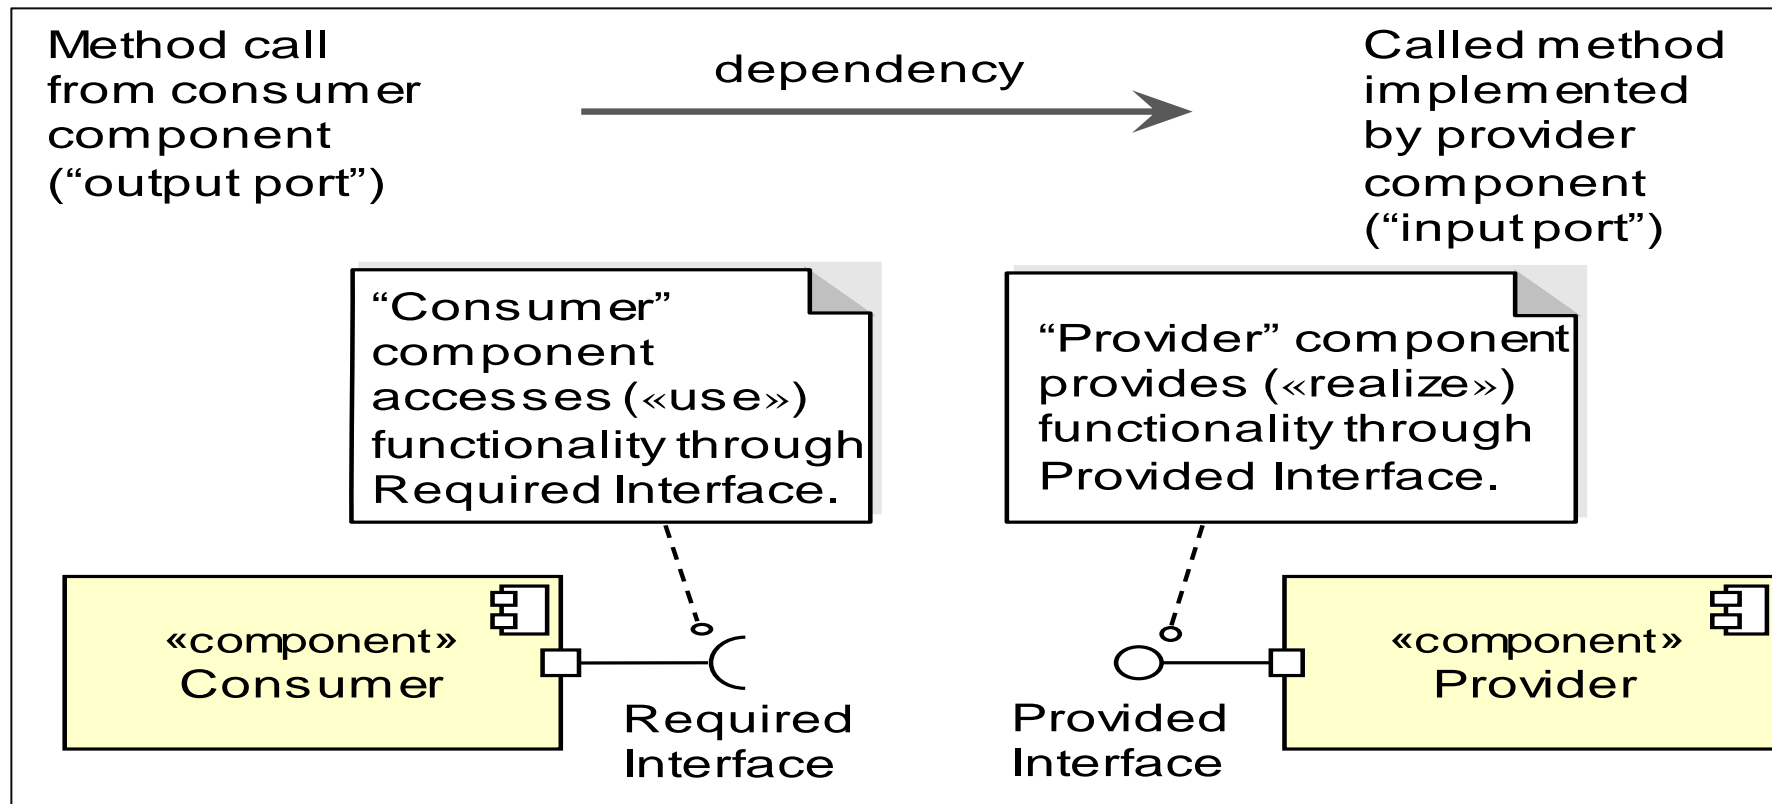 Method call
from consumer
component
(“output port”)
dependency
Called method
implemented
by provider
component
(“input port”)
“Consumer”
component
accesses («use»)
functionality through
Required Interface.
“Provider” component
provides («realize»)
functionality through
Provided Interface.
«component»
Consumer
Required
Interface
Provided
Interface
«component»
Provider